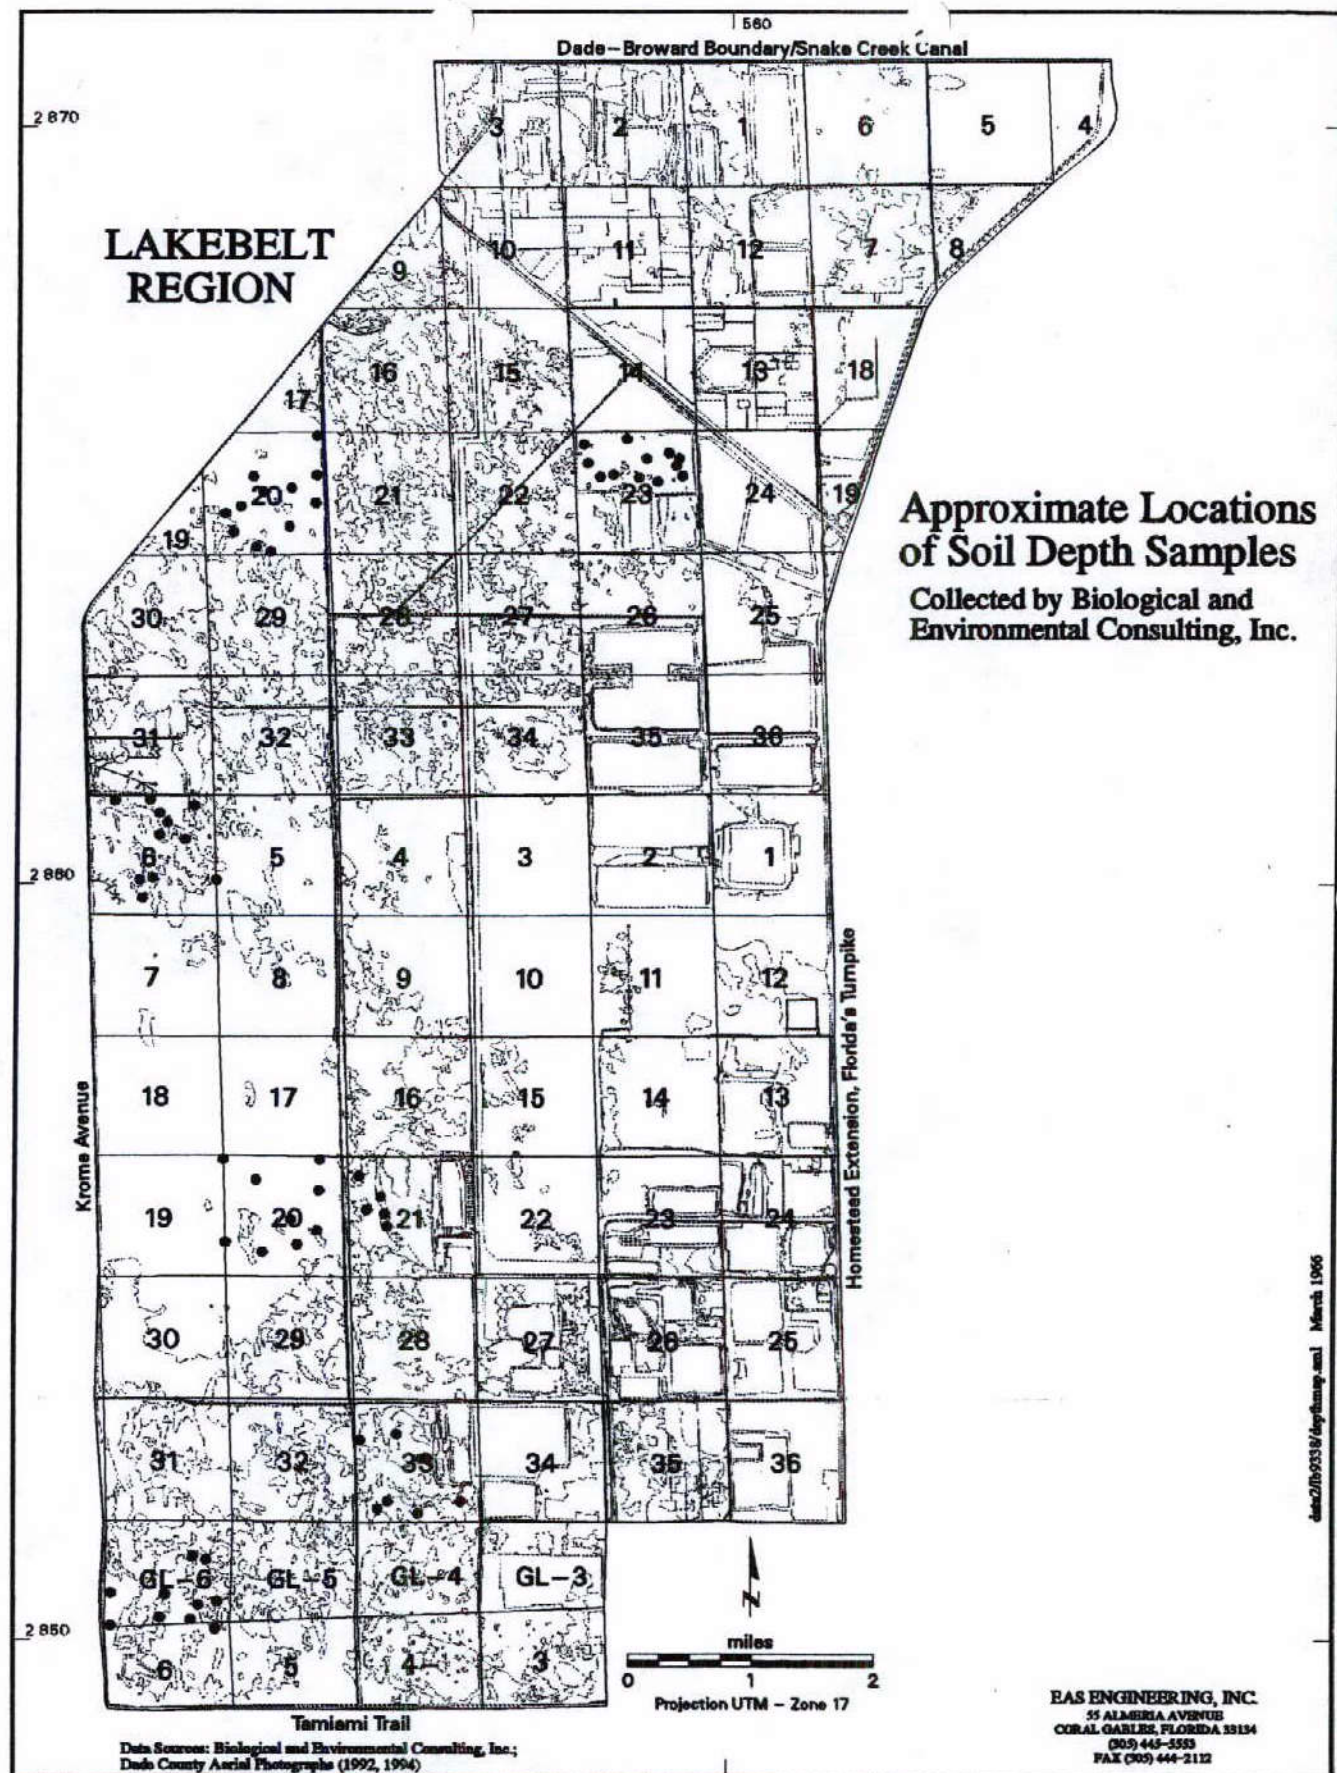 560
Dade-Broward Boundary/Snake Creek Canal
2 870
3 2 1 6 5 4
LAKEBELT
REGION
9 10 11 12 7 8
17 16 15 14 13 18
19 20 21 22 23 24 19
Approximate Locations
of Soil Depth Samples
Collected by Biological and
Environmental Consulting, Inc.
30 29 28 27 26 25
31 32 33 34 35 36
2 860
6 5 4 3 2 1
7 8 9 10 11 12
18 17 16 15 14 13
Krome Avenue
Homestead Extension, Florida's Turnpike
19 20 21 22 23 24
30 29 28 27 26 25
31 32 33 34 35 36
GL-6 GL-5 GL-4 GL-3
N
2 850
6 5 4 3
miles
0 1 2
Projection UTM - Zone 17
Tamiami Trail
Data Sources: Biological and Environmental Consulting, Inc.;
Dade County Aerial Photographs (1992, 1994)
EAS ENGINEERING, INC.
55 ALMERIA AVENUE
CORAL GABLES, FLORIDA 33134
(305) 445-5553
FAX (305) 444-2112
March 1966